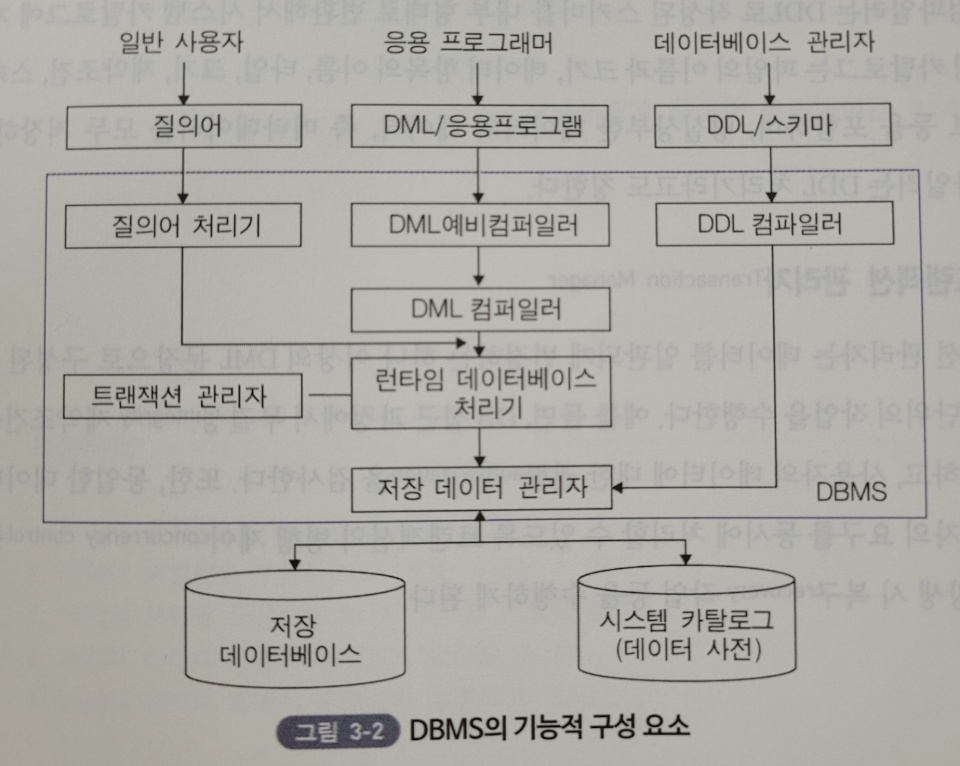 일반 사용자
응용 프로그래머
데이터베이스 관리자
질의어
DML/응용프로그램
DDL/스키마
질의어 처리기
DML예비컴퍼일러
DDL 컴파일러
DML 컴퍼일러
트랜잭션 관리자
런타임 데이터베이스
처리기
저장 데이터 관리자
DBMS
저장
데이터베이스
시스템 카탈로그
(데이터 사전)
그림 3-2 DBMS의 기능적 구성 요소